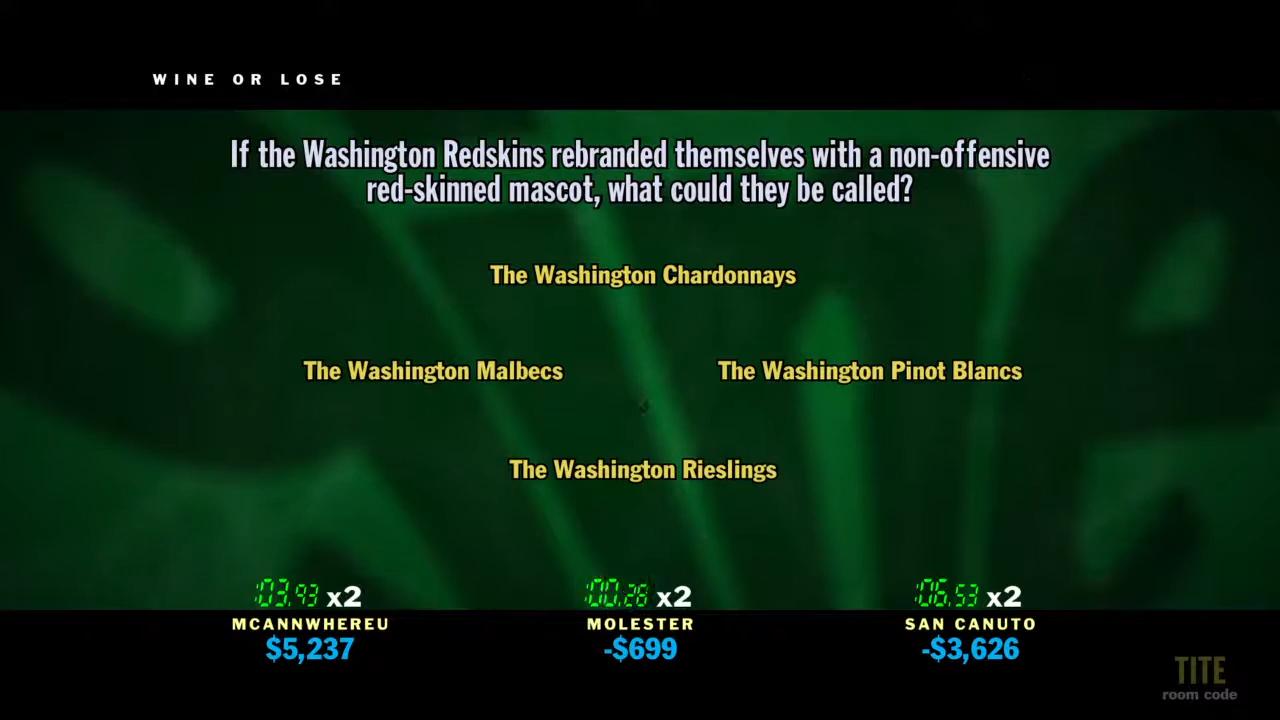 WINE OR LOSE
If the Washington Redskins rebranded themselves with a non-offensive
red-skinned mascot, what could they be called?
The Washington Chardonnays
The Washington Malbecs
The Washington Pinot Blancs
The Washington Rieslings
:03.93 x2
:00.28 x2
:06.53 x2
MCANNWHEREU
MOLESTER
SAN CANUTO
$5,237
-$699
-$3,626
TITE
room code